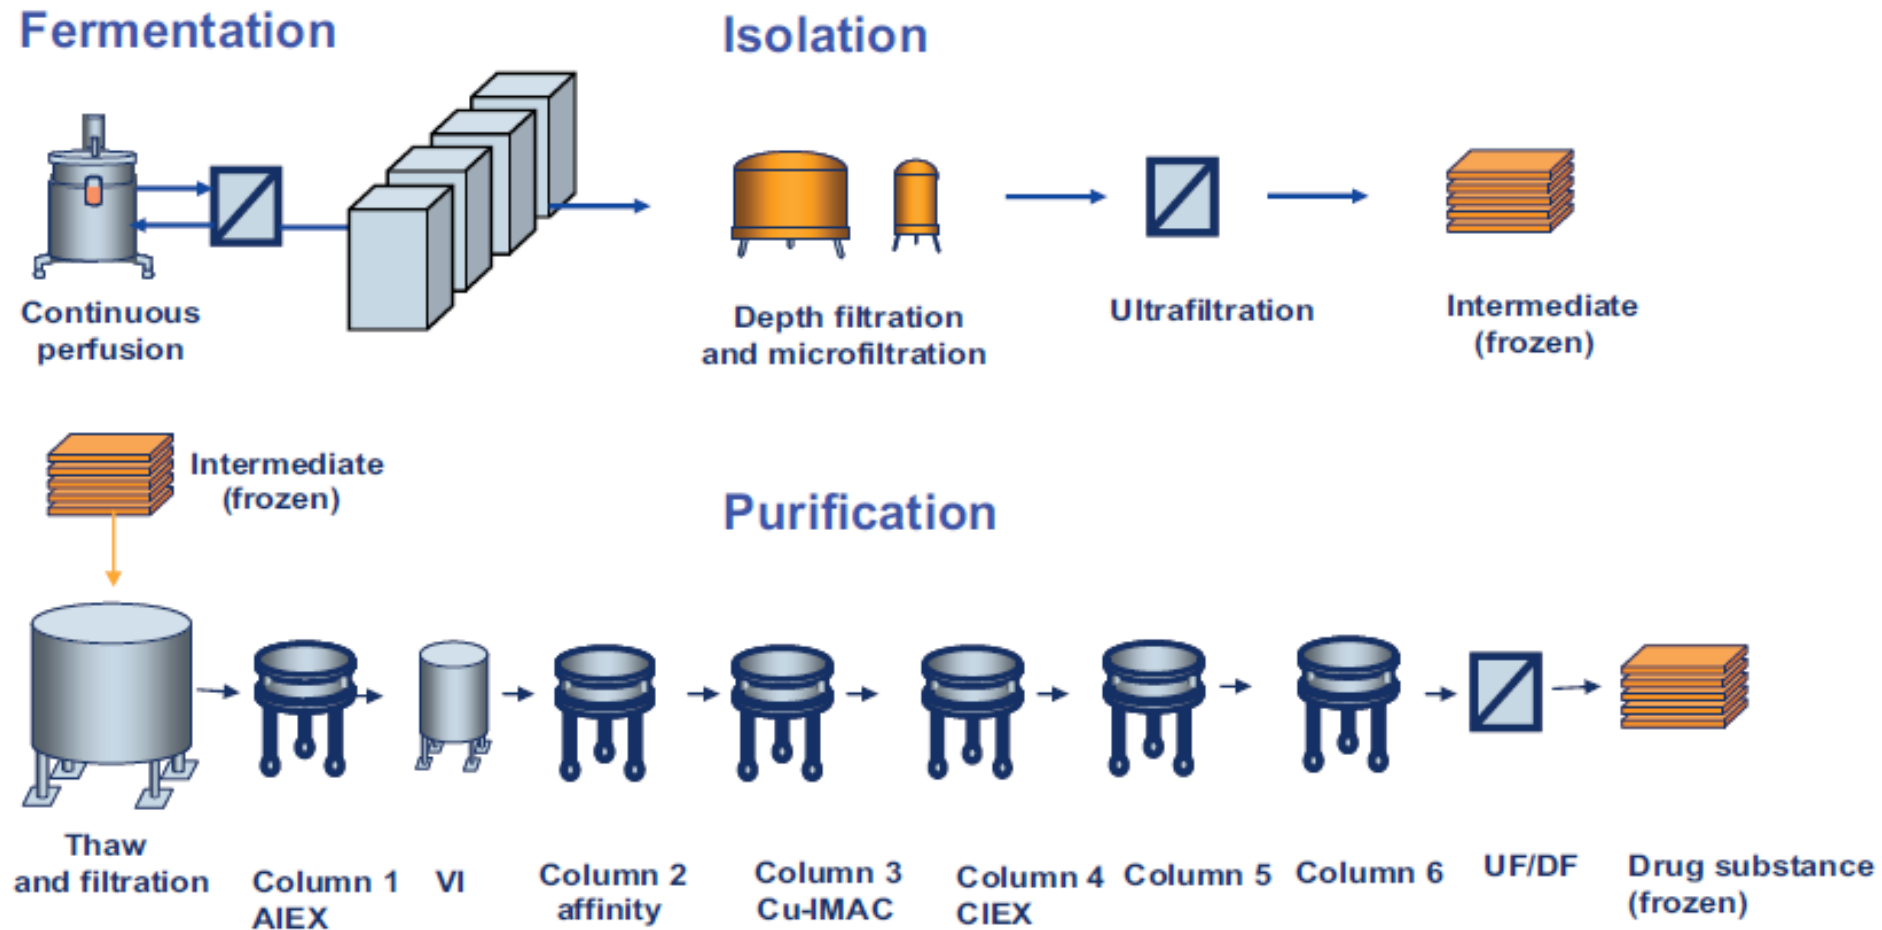 Fermentation
Isolation
Continuous
perfusion
Depth filtration
and microfiltration
Ultrafiltration
Intermediate
(frozen)
Intermediate
(frozen)
Purification
Thaw
and filtration
Column 1
AIEX
VI
Column 2
affinity
Column 3
Cu-IMAC
Column 4
CIEX
Column 5
Column 6
UF/DF
Drug substance
(frozen)